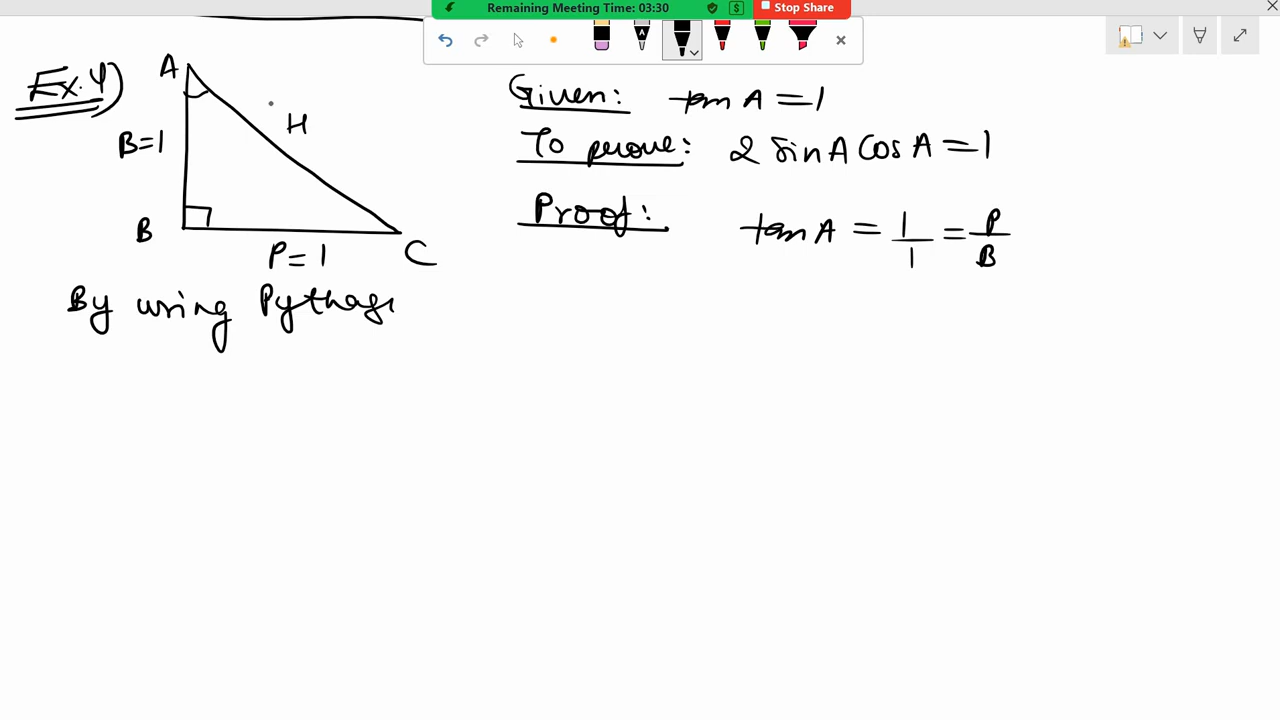 Remaining Meeting Time: 03:30
Stop Share
Ex.4)
A
B=1
H
B
P=1
C
By using Pythag
Given: tan A = 1
To prove: 2 sin A Cos A = 1
Proof: tan A = 1/1 = P/B